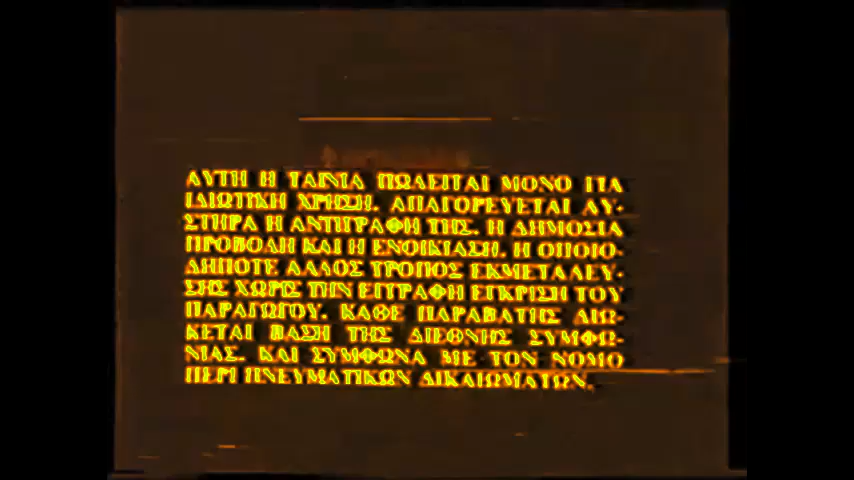 ΑΥΤΗ Η ΤΑΙΝΙΑ ΠΩΛΕΙΤΑΙ ΜΟΝΟ ΓΙΑ
ΙΔΙΩΤΙΚΗ ΧΡΗΣΗ. ΑΠΑΓΟΡΕΥΕΤΑΙ ΑΥ-
ΣΤΗΡΑ Η ΑΝΤΙΓΡΑΦΗ ΤΗΣ. Η ΔΗΜΟΣΙΑ
ΠΡΟΒΟΛΗ ΚΑΙ Η ΕΝΟΙΚΙΑΣΗ. Η ΟΠΟΙΟ-
ΔΗΠΟΤΕ ΑΛΛΟΣ ΤΡΟΠΟΣ ΕΚΜΕΤΑΛΕΥ-
ΣΗΣ ΧΩΡΙΣ ΤΗΝ ΕΓΓΡΑΦΗ ΕΓΚΡΙΣΗ ΤΟΥ
ΠΑΡΑΓΩΓΟΥ. ΚΑΘΕ ΠΑΡΑΒΑΤΗΣ ΔΙΩ-
ΚΕΤΑΙ ΒΑΣΗ ΤΗΣ ΔΙΕΘΝΗΣ ΣΥΜΦΩ-
ΝΙΑΣ. ΚΑΙ ΣΥΜΦΩΝΑ ΜΕ ΤΟΝ ΝΟΜΟ
ΠΕΡΙ ΠΝΕΥΜΑΤΙΚΩΝ ΔΙΚΑΙΩΜΑΤΩΝ.